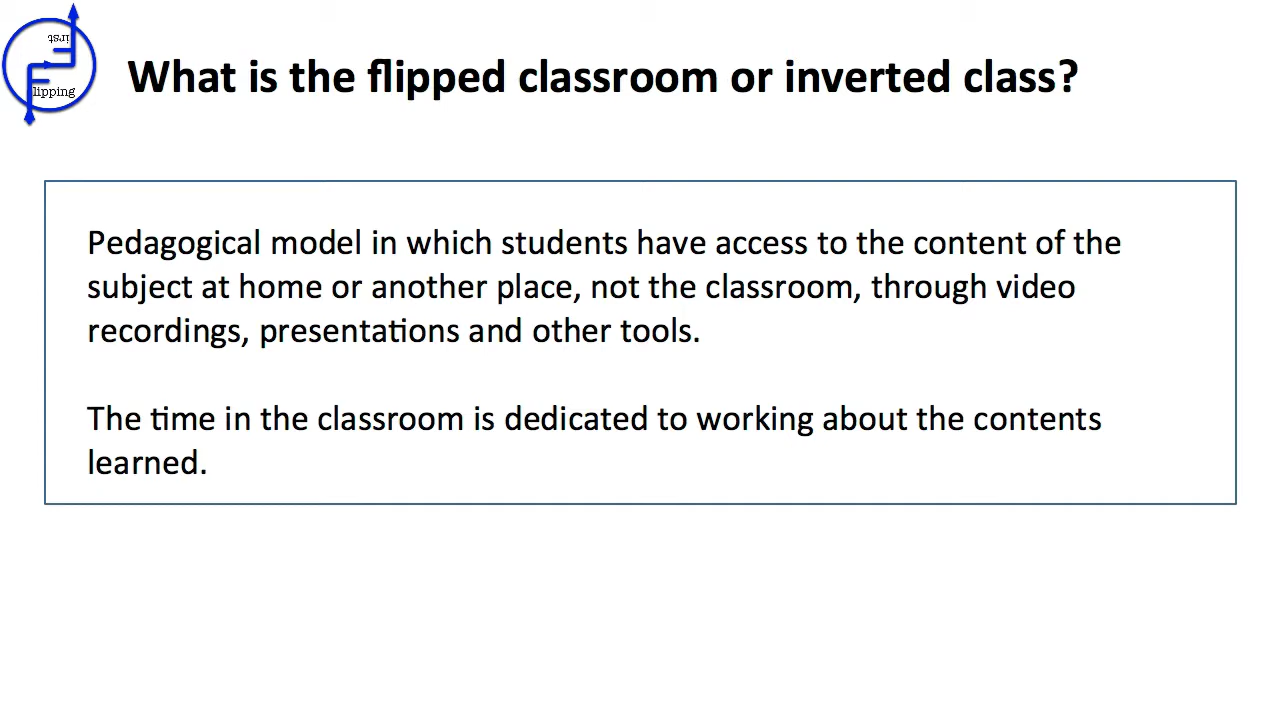 First
Flipping
What is the flipped classroom or inverted class?
Pedagogical model in which students have access to the content of the
subject at home or another place, not the classroom, through video
recordings, presentations and other tools.
The time in the classroom is dedicated to working about the contents
learned.